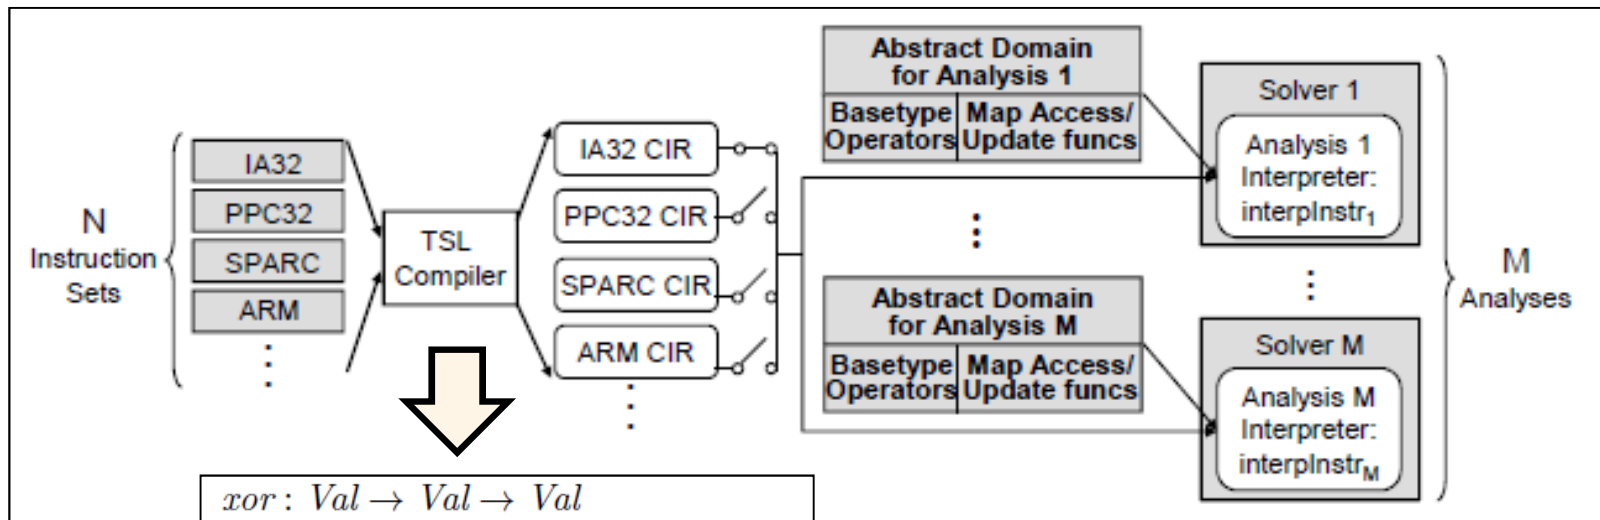 N
Instruction
Sets
IA32
PPC32
SPARC
ARM
TSL
Compiler
IA32 CIR
PPC32 CIR
SPARC CIR
ARM CIR
Abstract Domain
for Analysis 1
Basetype
Operators
Map Access/
Update funcs
Abstract Domain
for Analysis M
Basetype
Operators
Map Access/
Update funcs
Solver 1
Analysis 1
Interpreter:
interpInstr₁
Solver M
Analysis M
Interpreter:
interpInstrM
M
Analyses
xor : Val → Val → Val